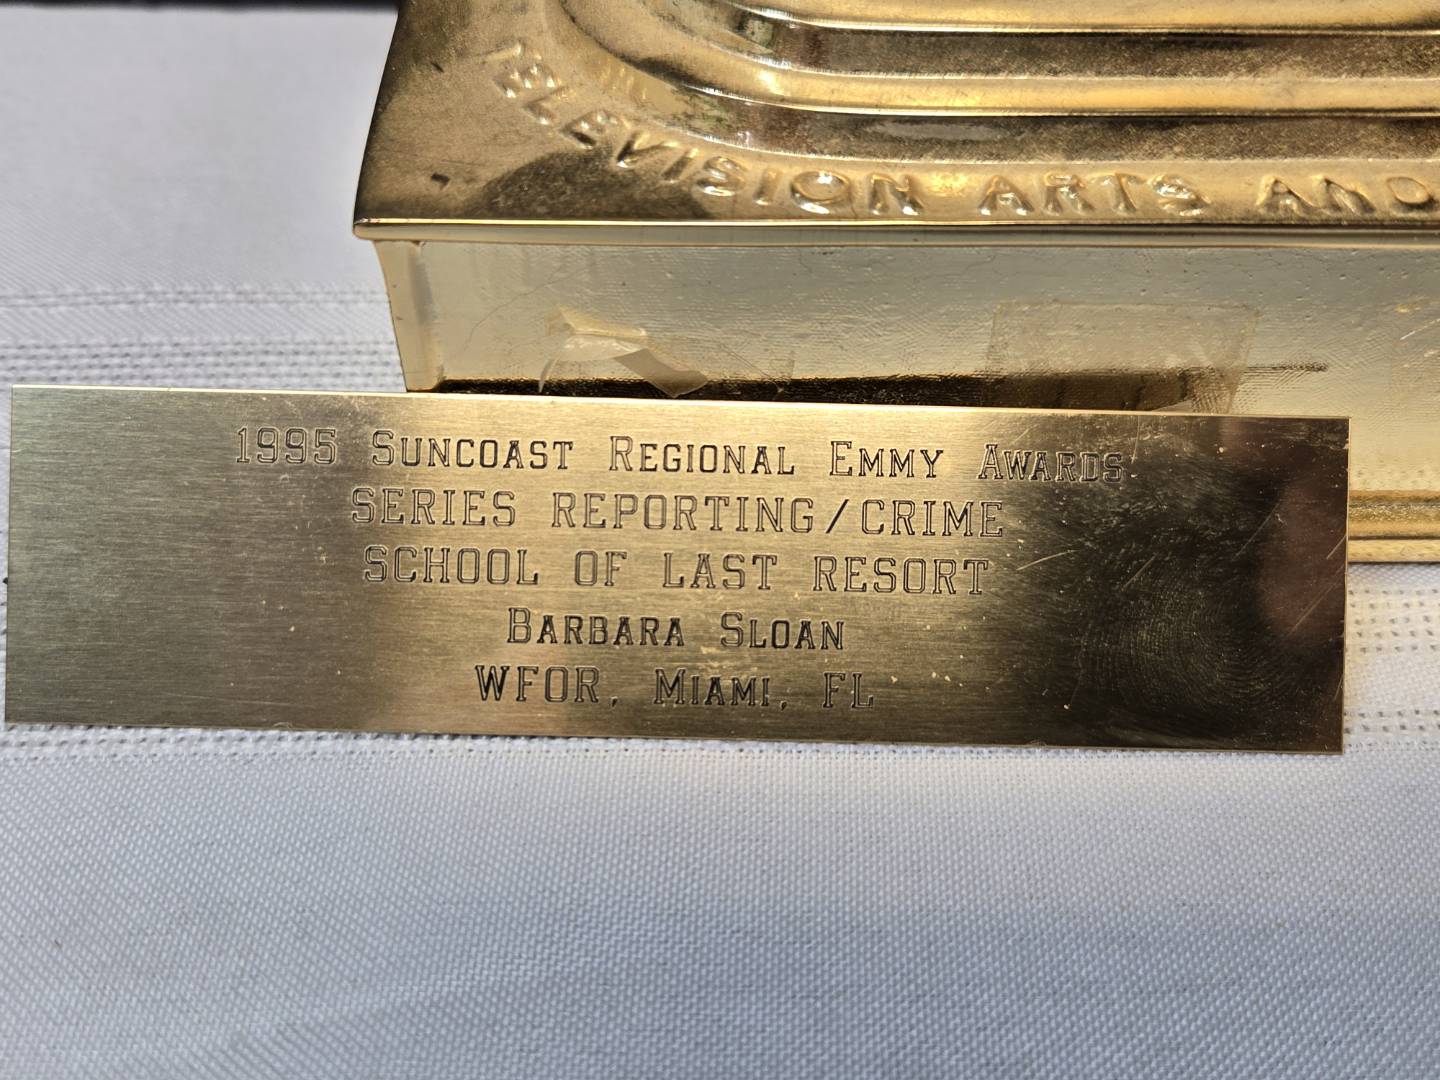 TELEVISION ARTS AND
1995 SUNCOAST REGIONAL EMMY AWARDS
SERIES REPORTING/CRIME
SCHOOL OF LAST RESORT
BARBARA SLOAN
WFOR, MIAMI, FL